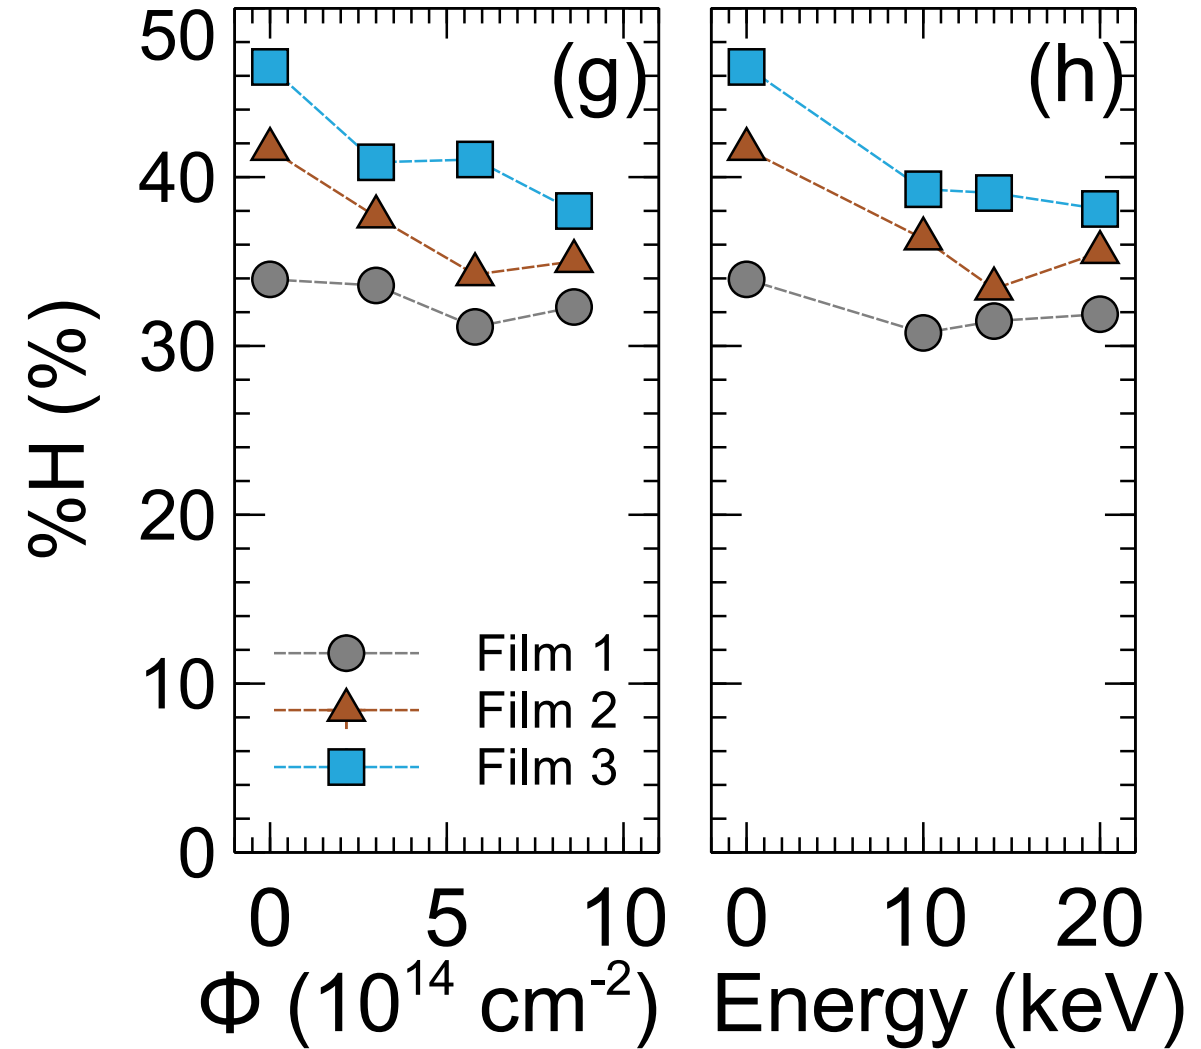 %H (%)
50
40
30
20
10
0
(g)
Film 1
Film 2
Film 3
0 5 10
Φ (10¹⁴ cm⁻²)
(h)
0 10 20
Energy (keV)